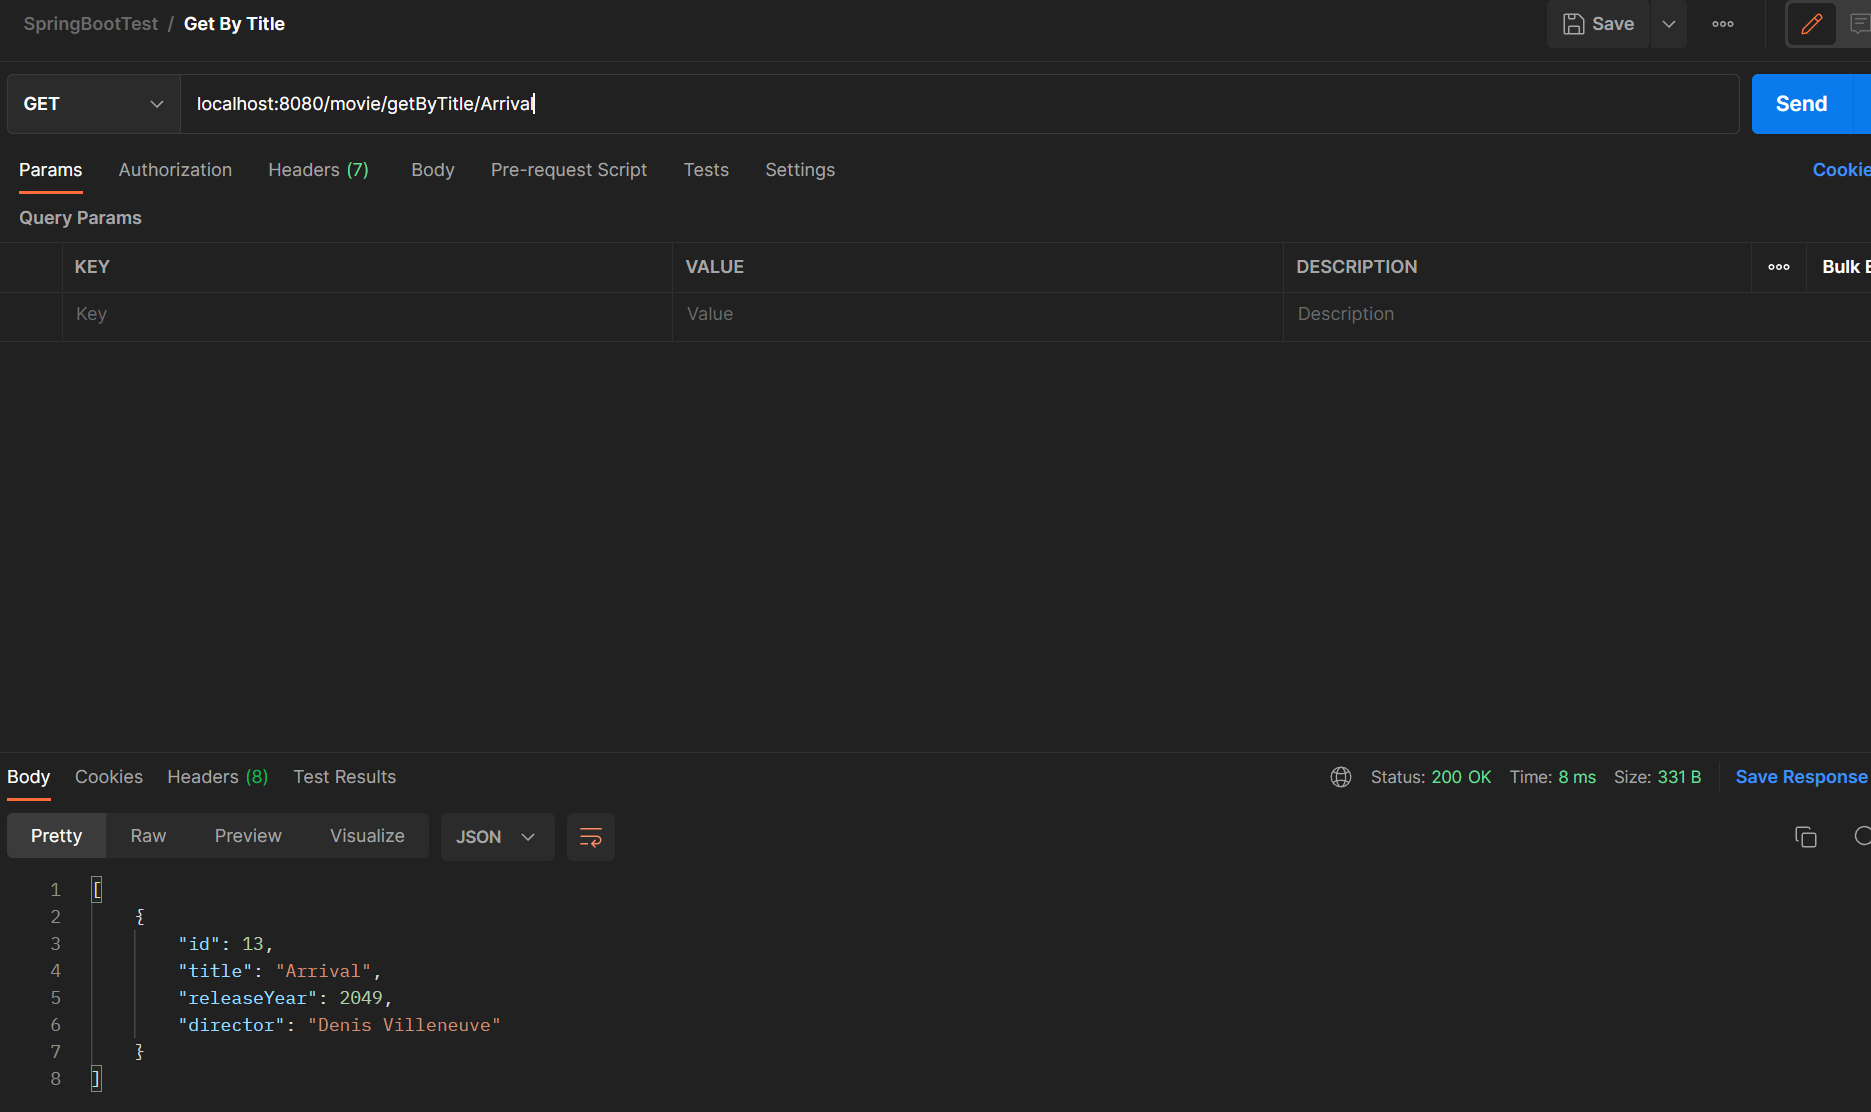 SpringBootTest / Get By Title
Save
GET
localhost:8080/movie/getByTitle/Arrival
Send
Params Authorization Headers (7) Body Pre-request Script Tests Settings Cookie
Query Params
KEY VALUE DESCRIPTION ooo Bulk E
Key Value Description
Body Cookies Headers (8) Test Results Status: 200 OK Time: 8 ms Size: 331 B Save Response
Pretty Raw Preview Visualize JSON
1 [
2 {
3 "id": 13,
4 "title": "Arrival",
5 "releaseYear": 2049,
6 "director": "Denis Villeneuve"
7 }
8 ]